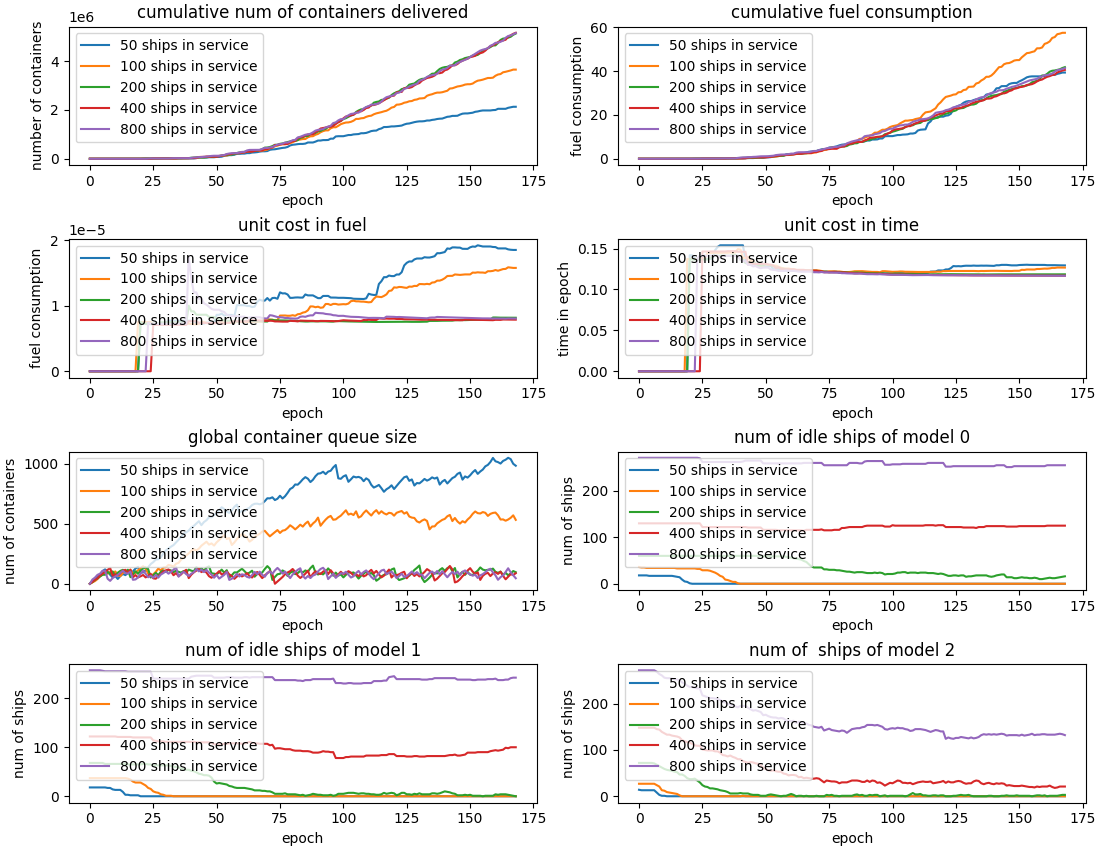 cumulative num of containers delivered
1e6
number of containers
4
2
0
50 ships in service
100 ships in service
200 ships in service
400 ships in service
800 ships in service
0 25 50 75 100 125 150 175
epoch
cumulative fuel consumption
fuel consumption
60
40
20
0
50 ships in service
100 ships in service
200 ships in service
400 ships in service
800 ships in service
0 25 50 75 100 125 150 175
epoch
unit cost in fuel
1e−5
fuel consumption
2
1
0
50 ships in service
100 ships in service
200 ships in service
400 ships in service
800 ships in service
0 25 50 75 100 125 150 175
epoch
unit cost in time
time in epoch
0.15
0.10
0.05
0.00
50 ships in service
100 ships in service
200 ships in service
400 ships in service
800 ships in service
0 25 50 75 100 125 150 175
epoch
global container queue size
num of containers
1000
500
0
50 ships in service
100 ships in service
200 ships in service
400 ships in service
800 ships in service
0 25 50 75 100 125 150 175
epoch
num of idle ships of model 0
num of ships
200
100
0
50 ships in service
100 ships in service
200 ships in service
400 ships in service
800 ships in service
0 25 50 75 100 125 150 175
epoch
num of idle ships of model 1
num of ships
200
100
0
50 ships in service
100 ships in service
200 ships in service
400 ships in service
800 ships in service
0 25 50 75 100 125 150 175
epoch
num of  ships of model 2
num of ships
200
100
0
50 ships in service
100 ships in service
200 ships in service
400 ships in service
800 ships in service
0 25 50 75 100 125 150 175
epoch